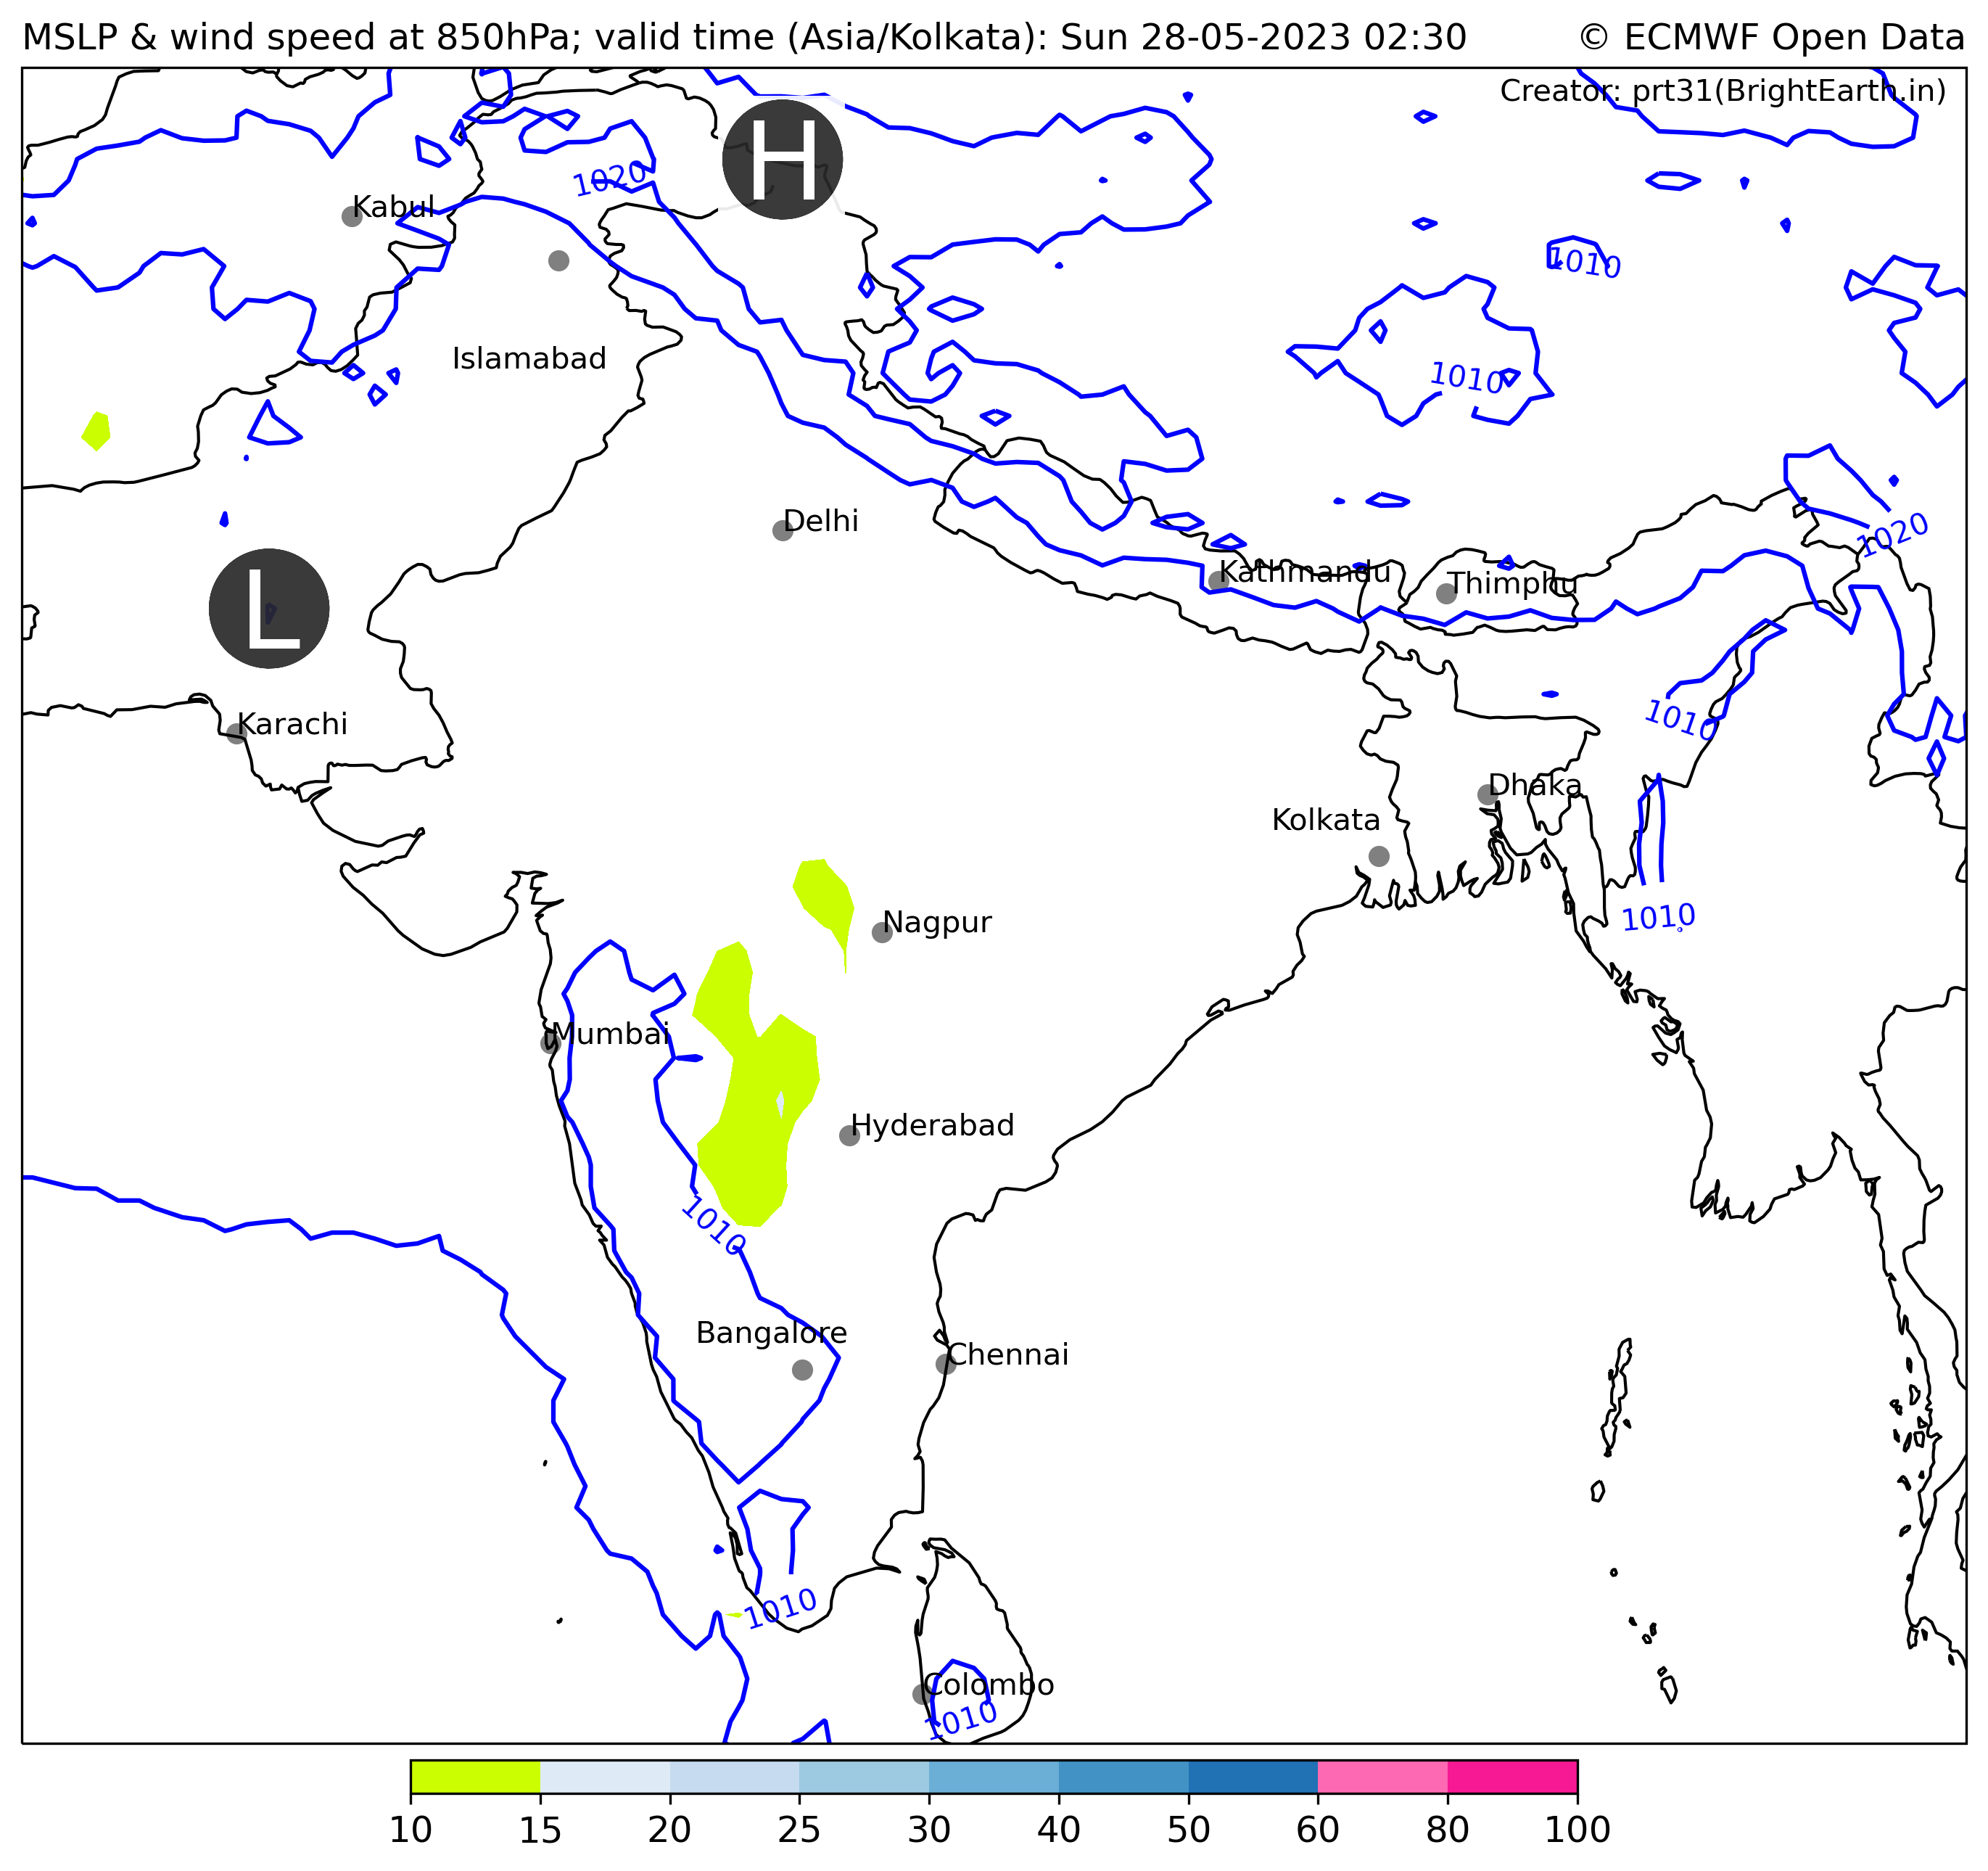 MSLP & wind speed at 850hPa; valid time (Asia/Kolkata): Sun 28-05-2023 02:30
© ECMWF Open Data
Creator: prt31(BrightEarth.in)
H
1020
Kabul
1010
Islamabad
1010
Delhi
1020
Kathmandu
Thimphu
L
Karachi
1010
Dhaka
Kolkata
Nagpur
1010
Mumbai
Hyderabad
1010
Bangalore
Chennai
1010
Colombo
1010
10 15 20 25 30 40 50 60 80 100